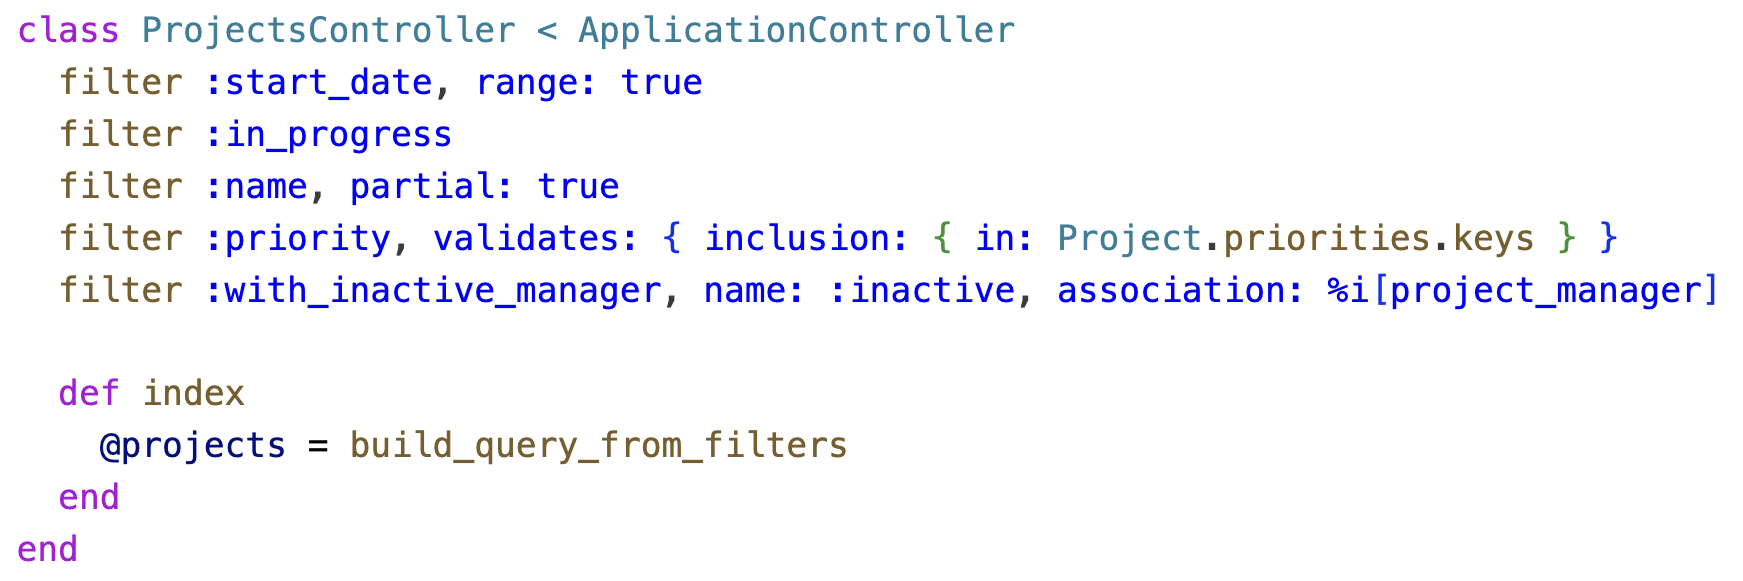 class ProjectsController < ApplicationController
  filter :start_date, range: true
  filter :in_progress
  filter :name, partial: true
  filter :priority, validates: { inclusion: { in: Project.priorities.keys } }
  filter :with_inactive_manager, name: :inactive, association: %i[project_manager]

  def index
    @projects = build_query_from_filters
  end
end